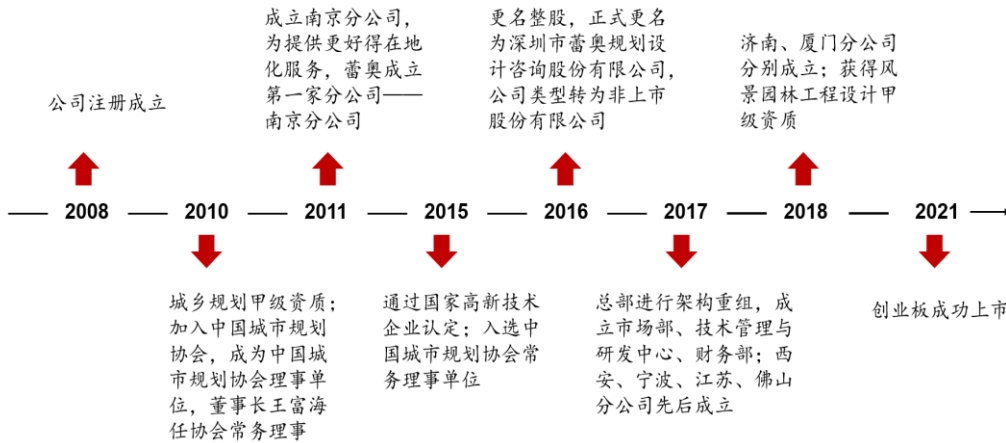 公司注册成立
成立南京分公司，
为提供更好得在地
化服务，蕾奥成立
第一家分公司——
南京分公司
更名整股，正式更名
为深圳市蕾奥规划设
计咨询股份有限公司，
公司类型转为非上市
股份有限公司
济南、厦门分公司
分别成立；获得风
景园林工程设计甲
级资质
2008
2010
2011
2015
2016
2017
2018
2021
城乡规划甲级资质；
加入中国城市规划
协会，成为中国城
市规划协会理事单
位，董事长王富海
任协会常务理事
通过国家高新技术
企业认定；入选中
国城市规划协会常
务理事单位
总部进行架构重组，成
立市场部、技术管理与
研发中心、财务部；西
安、宁波、江苏、佛山
分公司先后成立
创业板成功上市